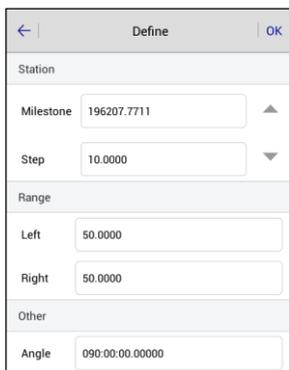 Define OK
Station
Milestone 196207.7711
Step 10.0000
Range
Left 50.0000
Right 50.0000
Other
Angle 090:00:00.00000